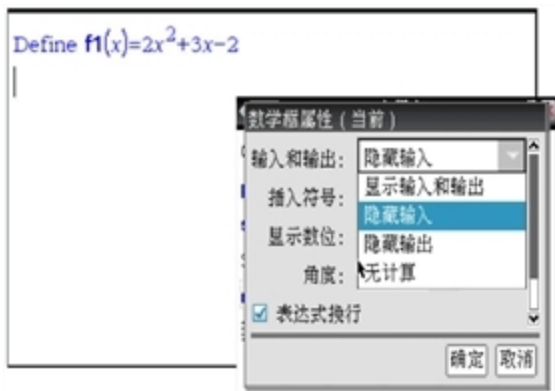 Define f1(x)=2x²+3x−2
数学框属性（当前）
输入和输出： 隐藏输入
显示输入和输出
插入符号：
隐藏输入
显示数位：
隐藏输出
角度：
无计算
表达式换行
确定 取消